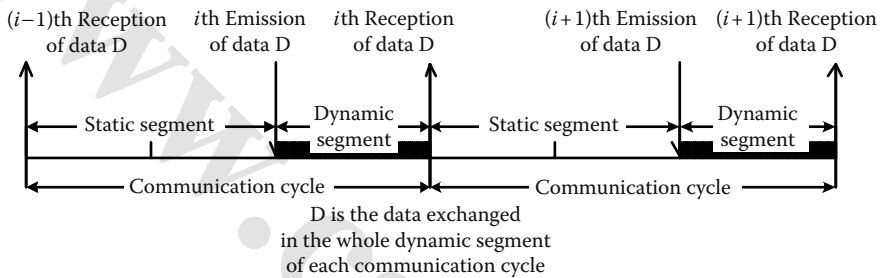 (i−1)th Reception
of data D
ith Emission
of data D
ith Reception
of data D
(i+1)th Emission
of data D
(i+1)th Reception
of data D
Static segment
Dynamic
segment
Static segment
Dynamic
segment
Communication cycle
Communication cycle
D is the data exchanged
in the whole dynamic segment
of each communication cycle